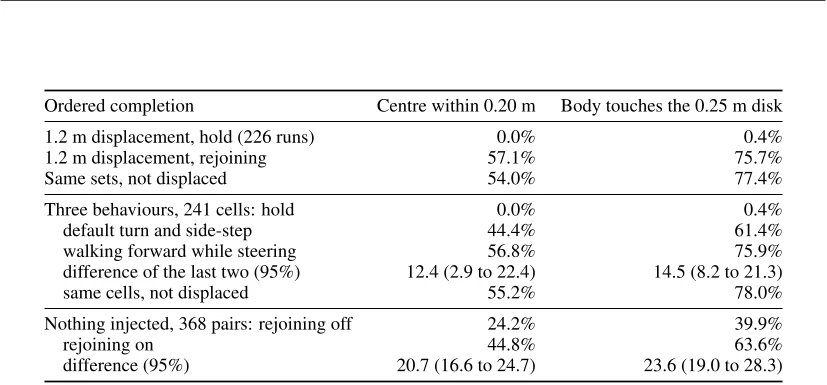 Ordered completion Centre within 0.20 m Body touches the 0.25 m disk
1.2 m displacement, hold (226 runs) 0.0% 0.4%
1.2 m displacement, rejoining 57.1% 75.7%
Same sets, not displaced 54.0% 77.4%
Three behaviours, 241 cells: hold 0.0% 0.4%
default turn and side-step 44.4% 61.4%
walking forward while steering 56.8% 75.9%
difference of the last two (95%) 12.4 (2.9 to 22.4) 14.5 (8.2 to 21.3)
same cells, not displaced 55.2% 78.0%
Nothing injected, 368 pairs: rejoining off 24.2% 39.9%
rejoining on 44.8% 63.6%
difference (95%) 20.7 (16.6 to 24.7) 23.6 (19.0 to 28.3)